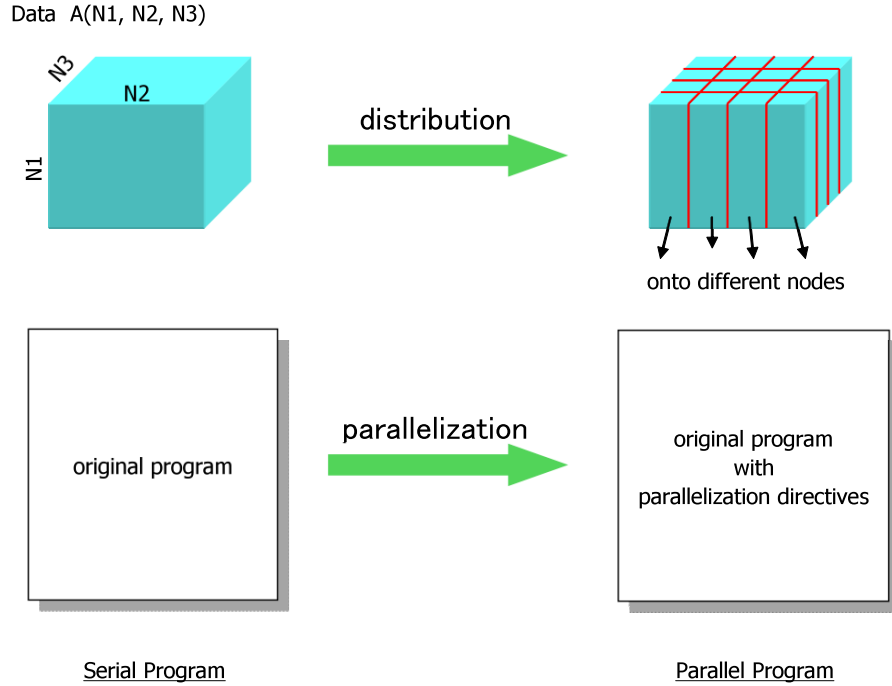 Data A(N1, N2, N3)
N3
N2
N1
distribution
onto different nodes
original program
parallelization
original program
with
parallelization directives
Serial Program
Parallel Program